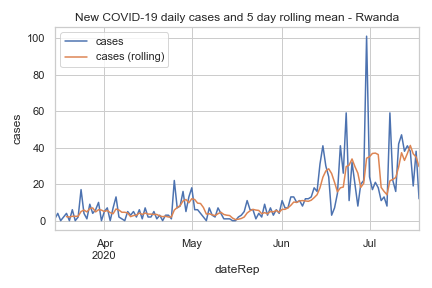 New COVID-19 daily cases and 5 day rolling mean - Rwanda
cases
cases (rolling)
100
80
60
40
20
0
cases
Apr
2020
May
Jun
Jul
dateRep